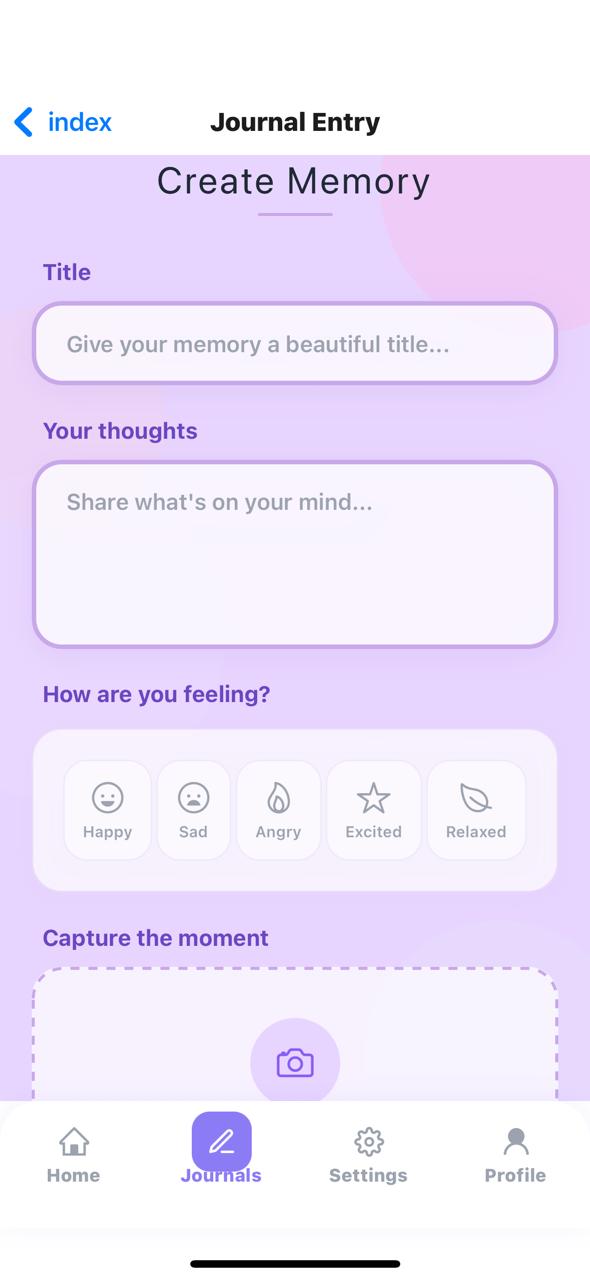 index
Journal Entry
Create Memory
Title
Give your memory a beautiful title...
Your thoughts
Share what's on your mind...
How are you feeling?
Happy
Sad
Angry
Excited
Relaxed
Capture the moment
Home
Journals
Settings
Profile